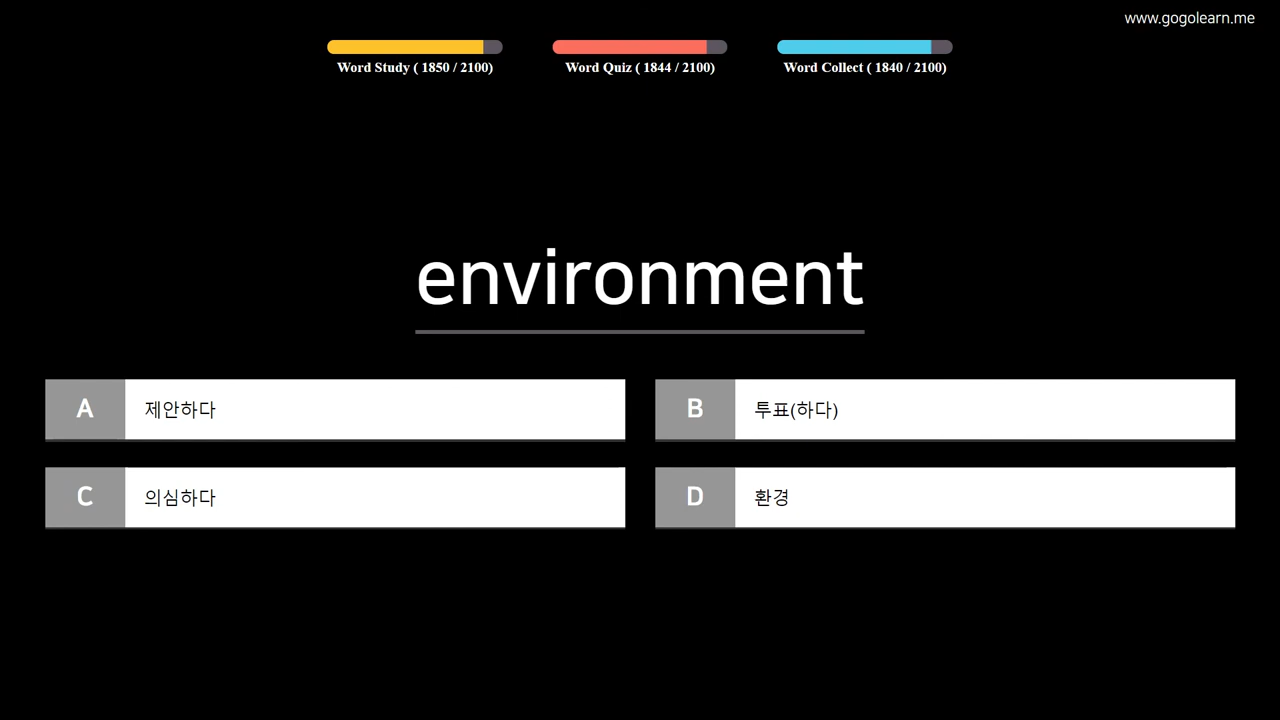 www.gogolearn.me
Word Study ( 1850 / 2100)
Word Quiz ( 1844 / 2100)
Word Collect ( 1840 / 2100)
environment
A 제안하다
B 투표(하다)
C 의심하다
D 환경